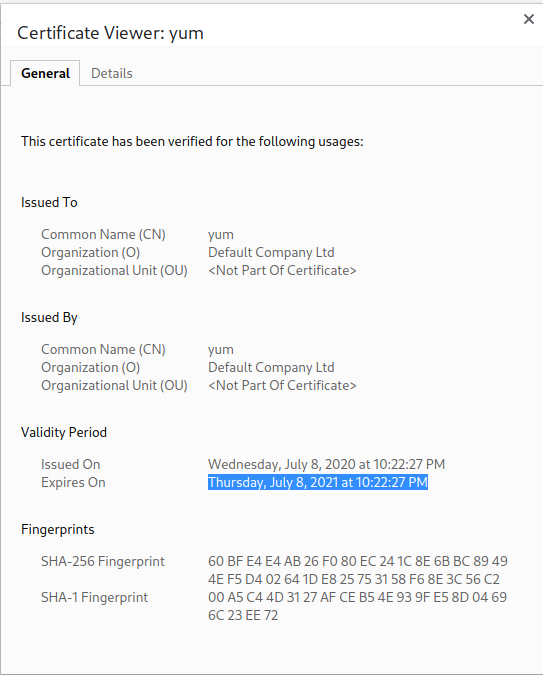 Certificate Viewer: yum
General Details
This certificate has been verified for the following usages:
Issued To
Common Name (CN) yum
Organization (O) Default Company Ltd
Organizational Unit (OU) <Not Part Of Certificate>
Issued By
Common Name (CN) yum
Organization (O) Default Company Ltd
Organizational Unit (OU) <Not Part Of Certificate>
Validity Period
Issued On Wednesday, July 8, 2020 at 10:22:27 PM
Expires On Thursday, July 8, 2021 at 10:22:27 PM
Fingerprints
SHA-256 Fingerprint 60 BF E4 E4 AB 26 F0 80 EC 24 1C 8E 6B BC 89 49
4E F5 D4 02 64 1D E8 25 75 31 58 F6 8E 3C 56 C2
SHA-1 Fingerprint 00 A5 C4 4D 31 27 AF CE B5 4E 93 9F E5 8D 04 69
6C 23 EE 72